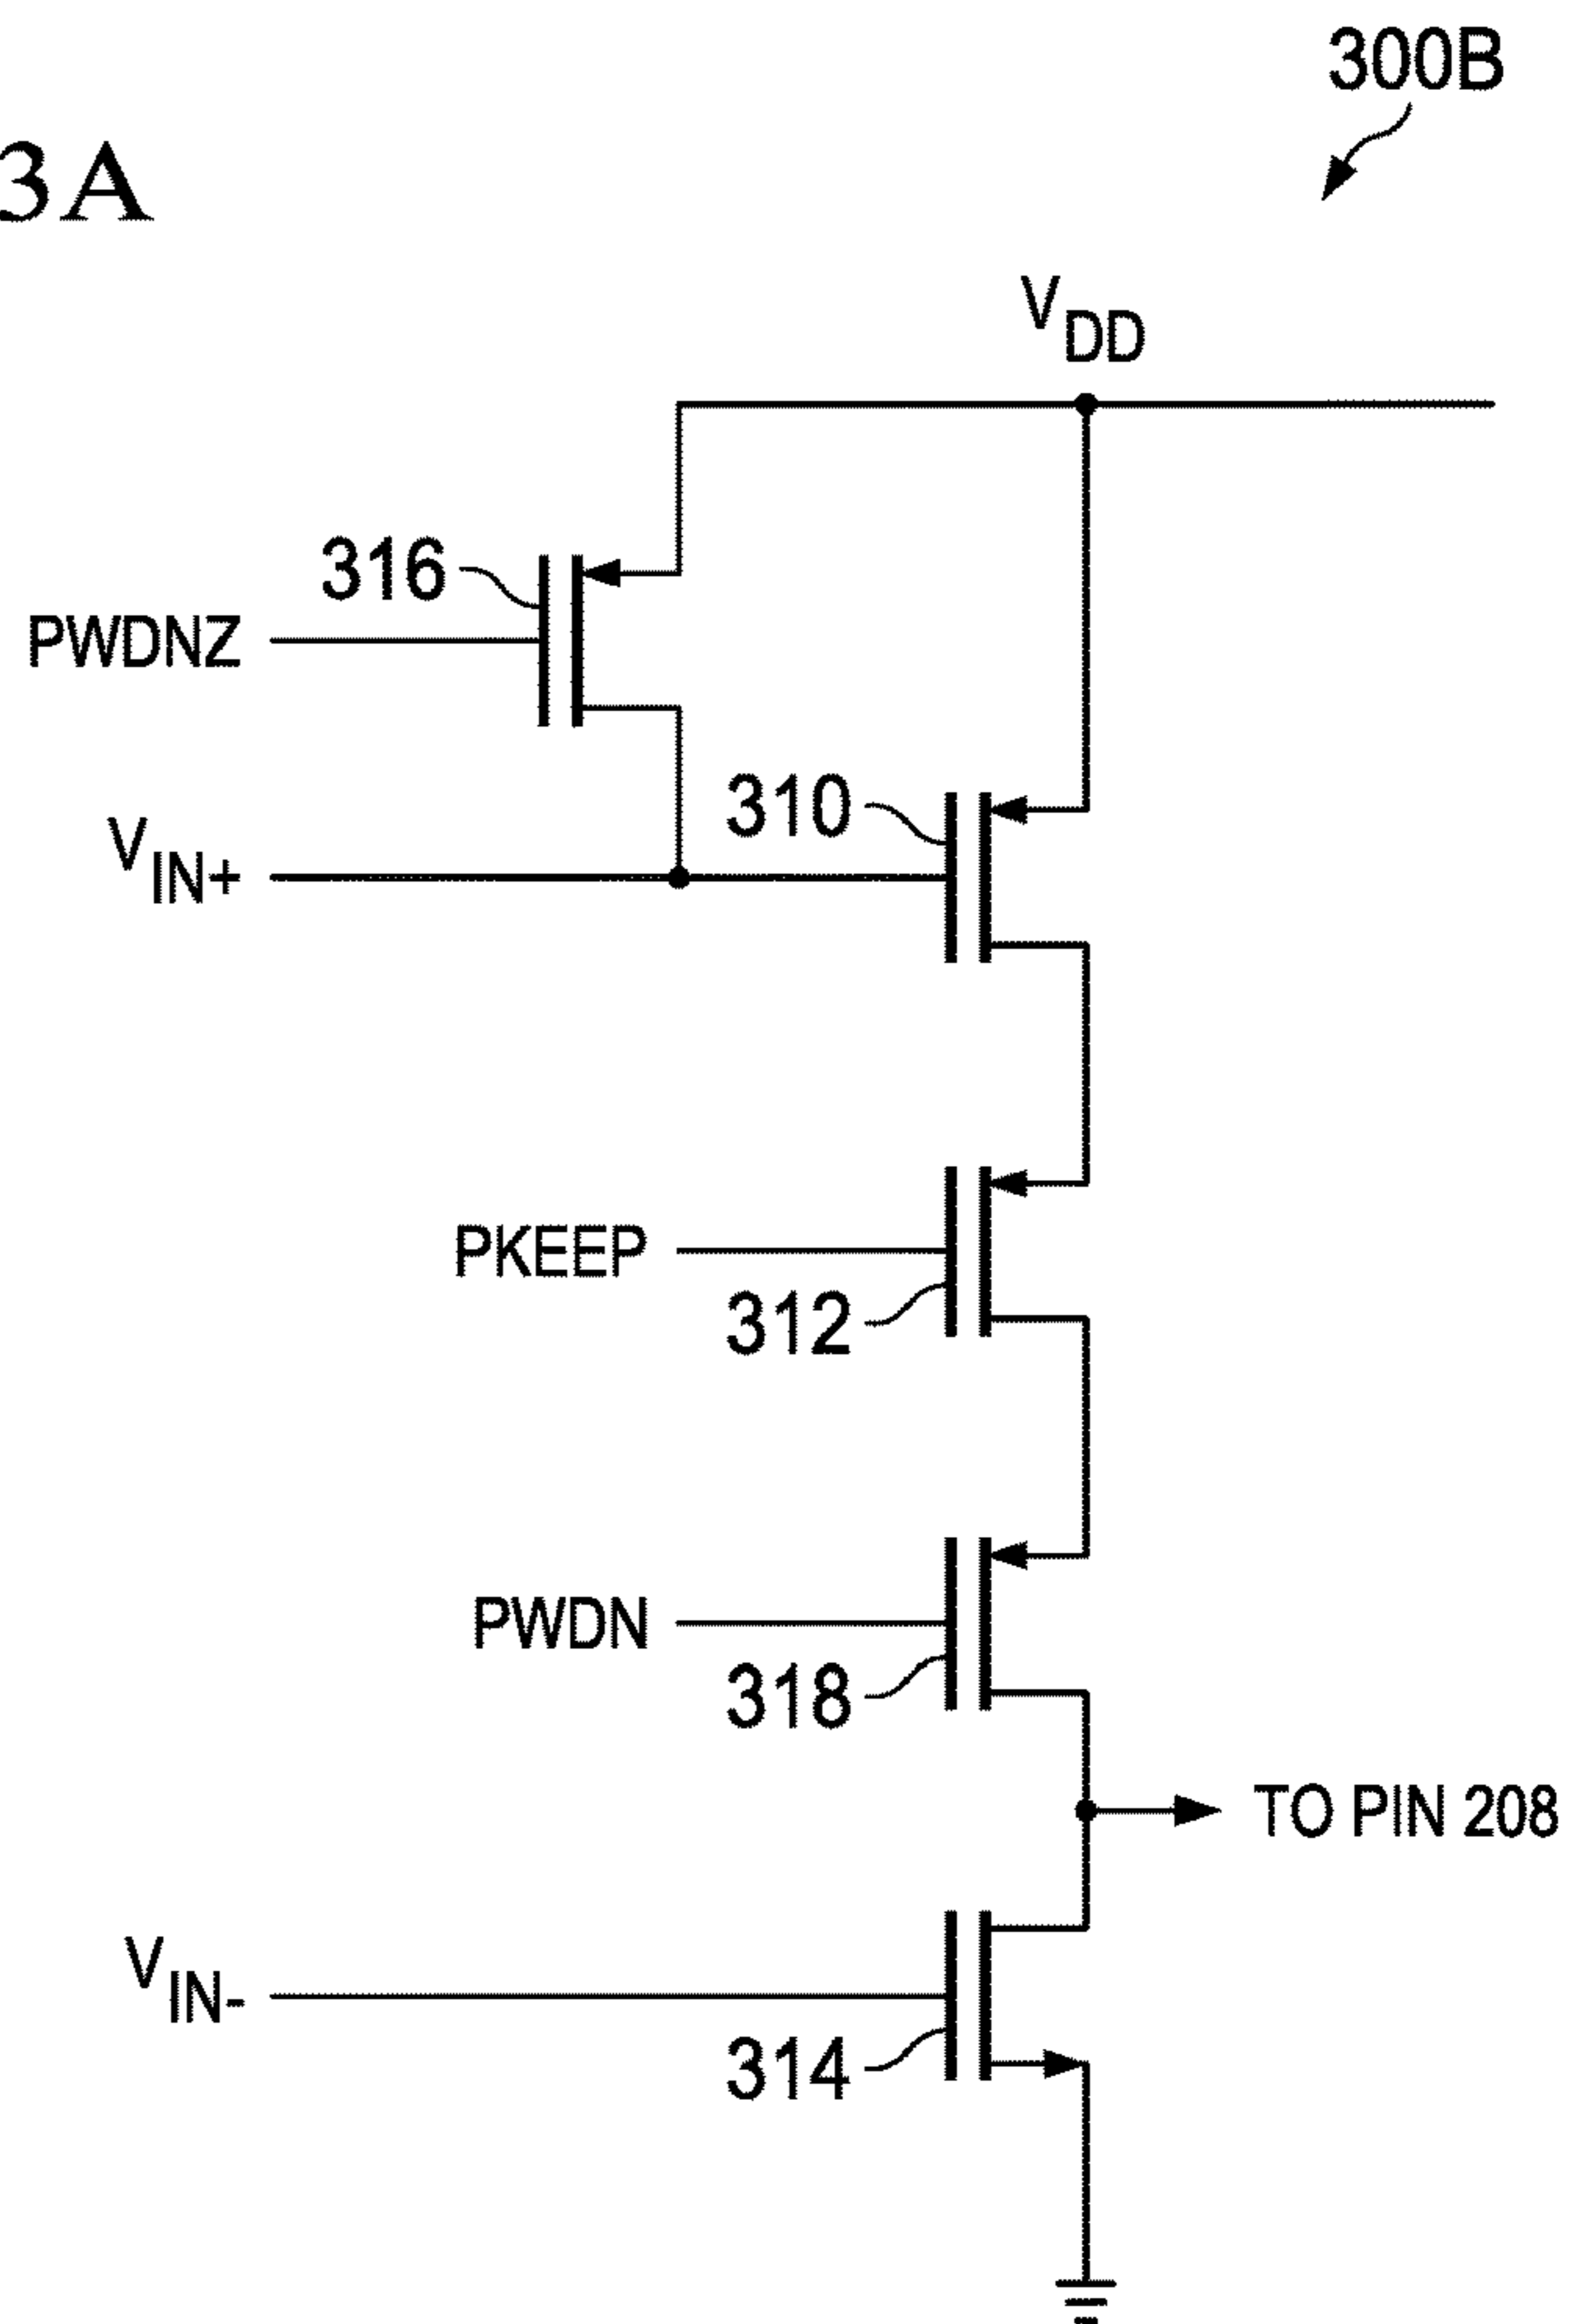 300B
3A
VDD
316
PWDNZ
310
VIN+
PKEEP
312
PWDN
318
TO PIN 208
VIN-
314